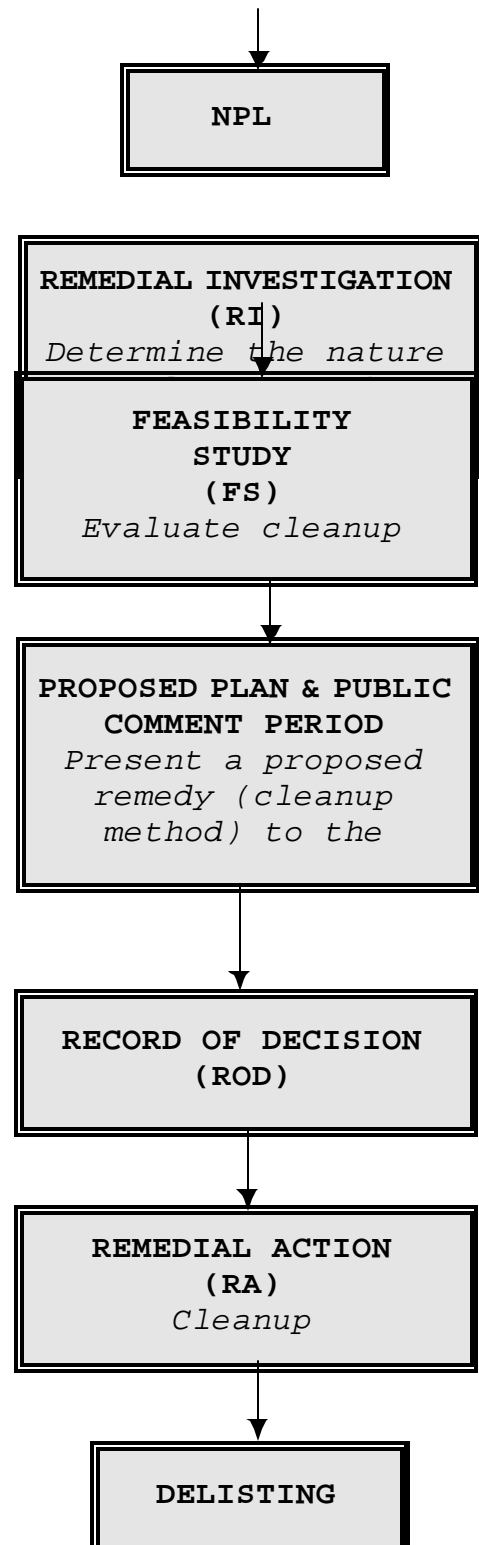 NPL
REMEDIAL INVESTIGATION
(RI)
Determine the nature
FEASIBILITY
STUDY
(FS)
Evaluate cleanup
PROPOSED PLAN & PUBLIC
COMMENT PERIOD
Present a proposed
remedy (cleanup
method) to the
RECORD OF DECISION
(ROD)
REMEDIAL ACTION
(RA)
Cleanup
DELISTING